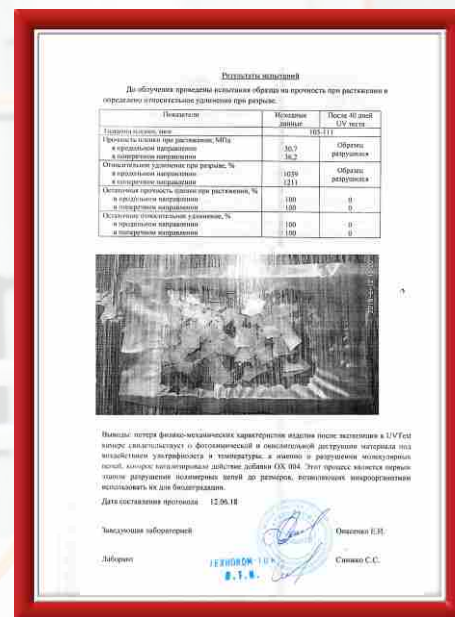 Результаты испытаний
До облучения проведены испытания образца на прочность при растяжении и
определено относительное удлинение при разрыве.
Показатели Исходные данные После 40 дней UV теста
Толщина пленки, мкм 105-111
Прочность пленки при растяжении, МПа
в продольном направлении 30,7 Образец разрушился
в поперечном направлении 36,2
Относительное удлинение при разрыве, %
в продольном направлении 1039 Образец разрушился
в поперечном направлении 1211
Остаточная прочность пленки при растяжении, %
в продольном направлении 100 0
в поперечном направлении 100 0
Остаточное относительное удлинение, %
в продольном направлении 100 0
в поперечном направлении 100 0
Выводы: потеря физико-механических характеристик изделия после экспозиции в UVTest
камере свидетельствует о фотохимической и окислительной деструкции материала под
воздействием ультрафиолета и температуры, а именно о разрушении молекулярных
цепей, которое катализировало действие добавки OX 004. Этот процесс является первым
этапом разрушения полимерных цепей до размеров, позволяющих микроорганизмам
использовать их для биодеградации.
Дата составления протокола 12.06.18
Заведующая лабораторией
Лаборант
В.Т.В.